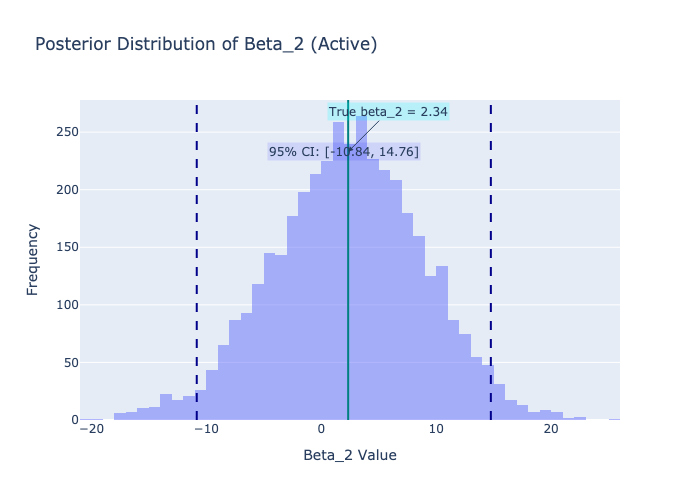 Posterior Distribution of Beta_2 (Active)
True beta_2 = 2.34
95% CI: [-10.84, 14.76]
Frequency
250
200
150
100
50
0
−20 −10 0 10 20
Beta_2 Value